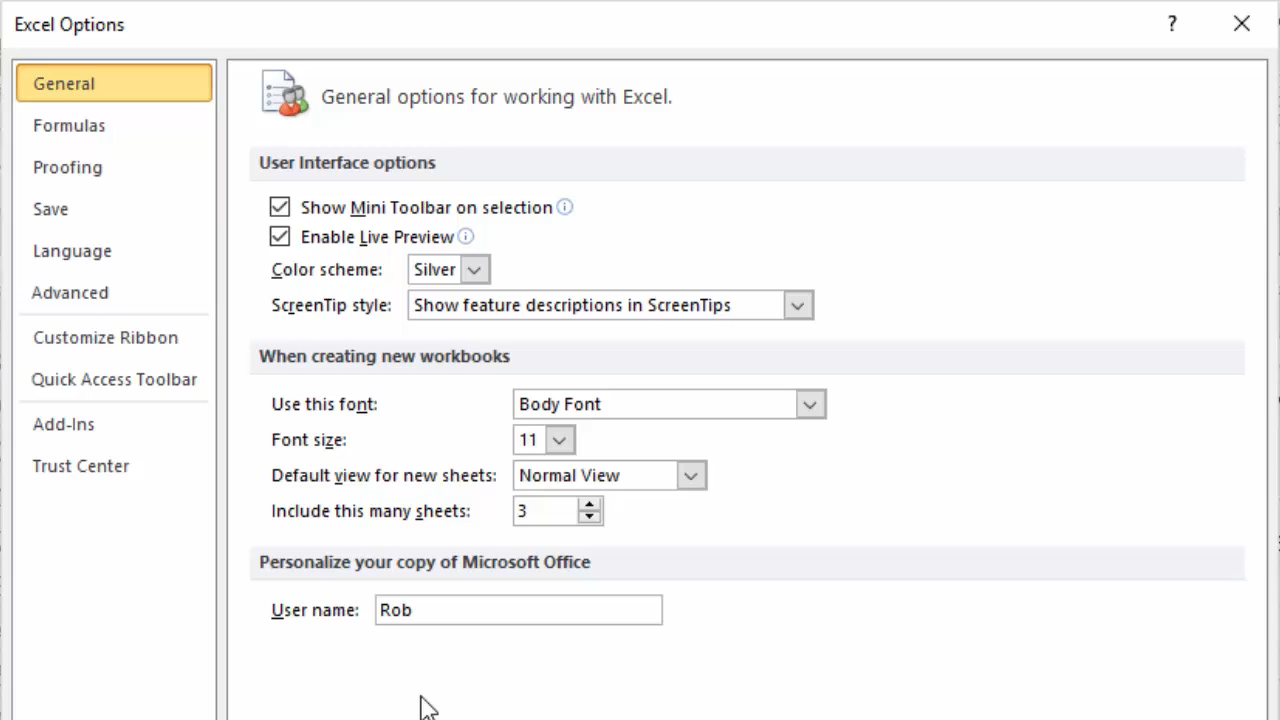 Excel Options
?
General
Formulas
Proofing
Save
Language
Advanced
Customize Ribbon
Quick Access Toolbar
Add-Ins
Trust Center
General options for working with Excel.
User Interface options
Show Mini Toolbar on selection
Enable Live Preview
Color scheme: Silver
ScreenTip style: Show feature descriptions in ScreenTips
When creating new workbooks
Use this font: Body Font
Font size: 11
Default view for new sheets: Normal View
Include this many sheets: 3
Personalize your copy of Microsoft Office
User name: Rob